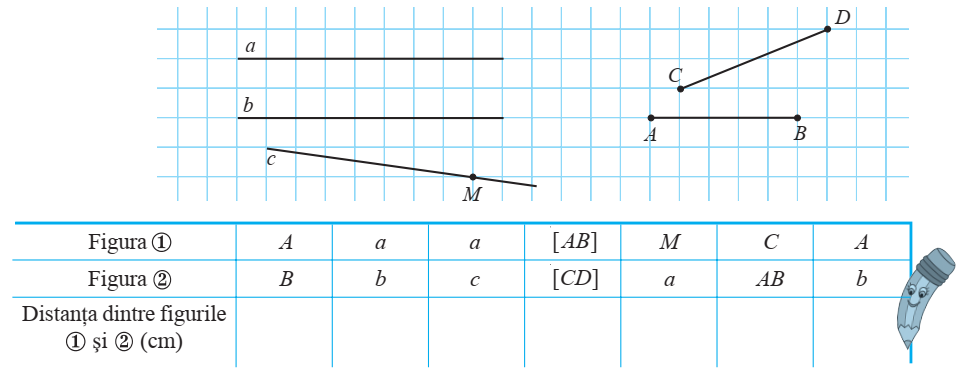 D
a
C
b
A
B
c
M
Figura ① A a a [AB] M C A
Figura ② B b c [CD] a AB b
Distanța dintre figurile
① și ② (cm)